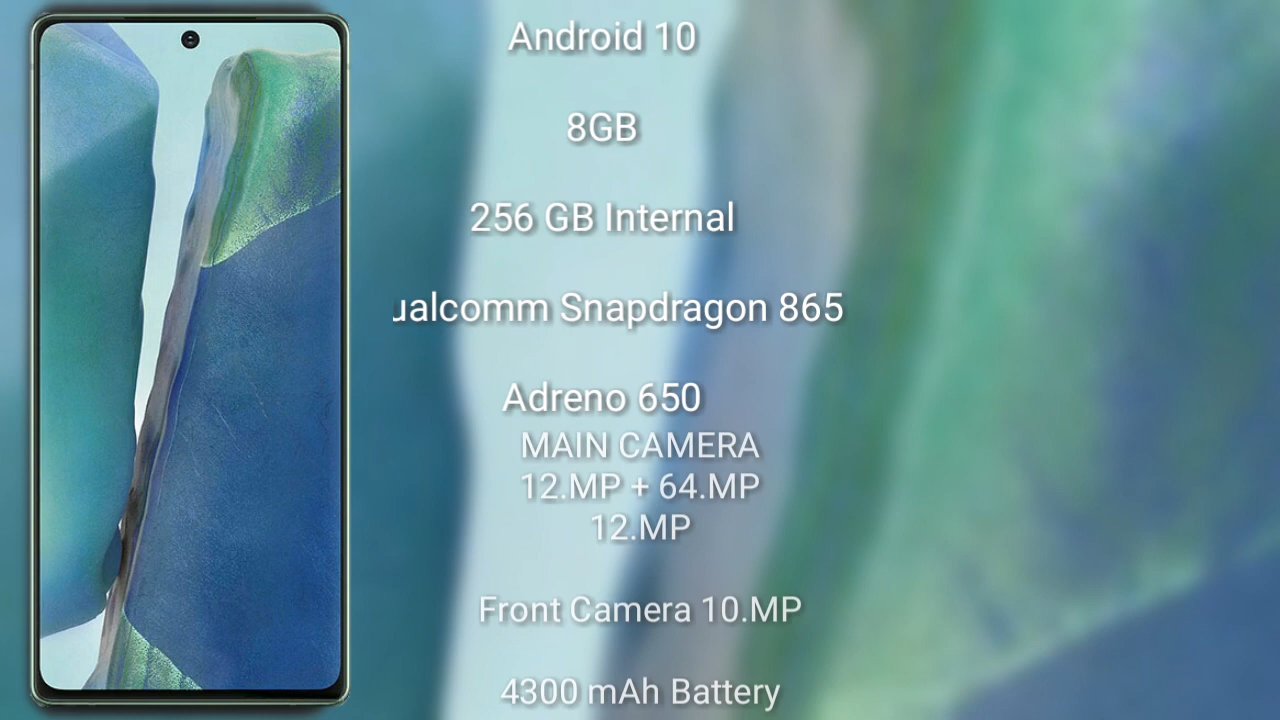 Android 10
8GB
256 GB Internal
ualcomm Snapdragon 865
Adreno 650
MAIN CAMERA
12.MP + 64.MP
12.MP
Front Camera 10.MP
4300 mAh Battery